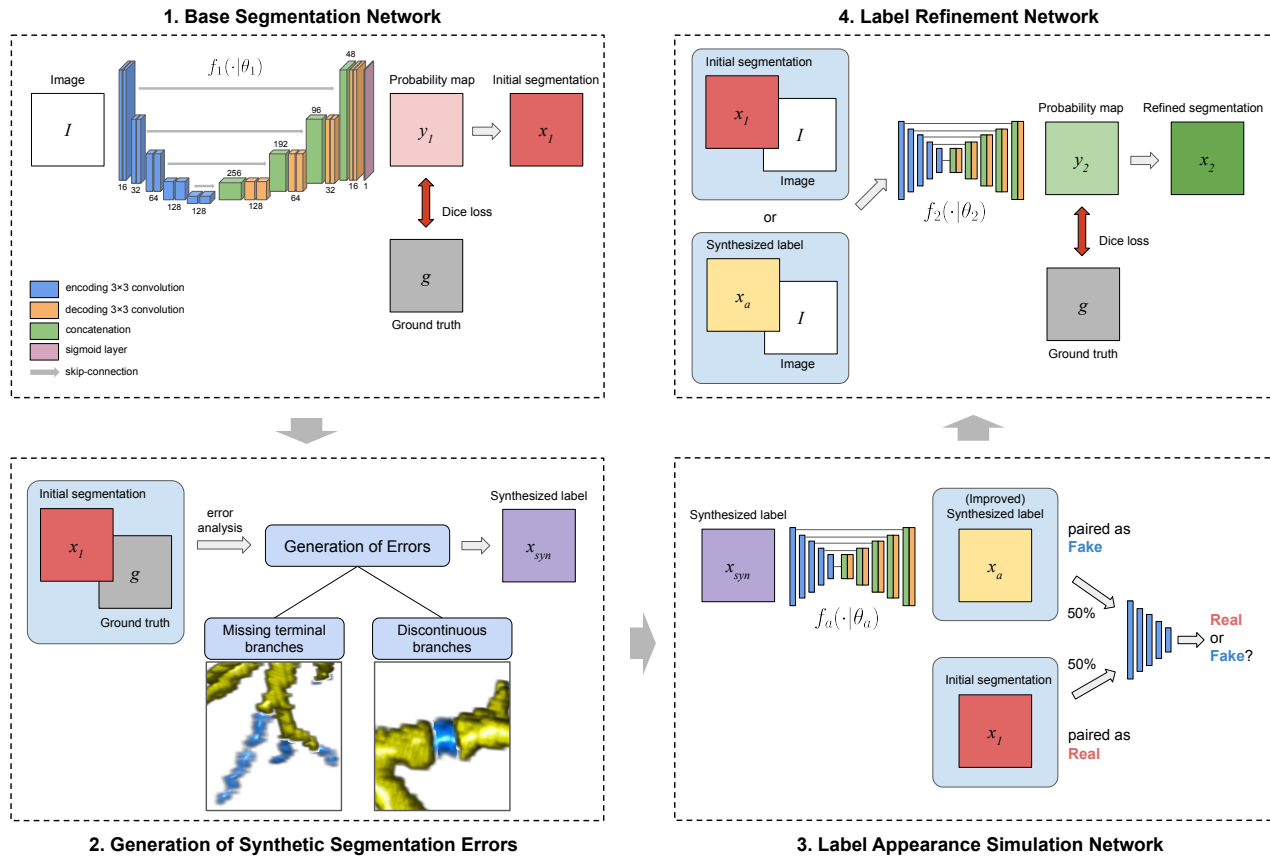 1. Base Segmentation Network
Image
I
f₁(·|θ₁)
16
32
64
128
128
256
128
192
64
96
32
48
16
1
Probability map
y₁
Initial segmentation
x₁
Dice loss
g
Ground truth
encoding 3×3 convolution
decoding 3×3 convolution
concatenation
sigmoid layer
skip-connection
2. Generation of Synthetic Segmentation Errors
Initial segmentation
x₁
g
Ground truth
error
analysis
Generation of Errors
Synthesized label
x_syn
Missing terminal
branches
Discontinuous
branches
3. Label Appearance Simulation Network
Synthesized label
x_syn
f_a(·|θ_a)
(Improved)
Synthesized label
x_a
paired as
Fake
50%
50%
Real
or
Fake?
Initial segmentation
x₁
paired as
Real
4. Label Refinement Network
Initial segmentation
x₁
I
Image
or
Synthesized label
x_a
I
Image
f₂(·|θ₂)
Probability map
y₂
Refined segmentation
x₂
Dice loss
g
Ground truth